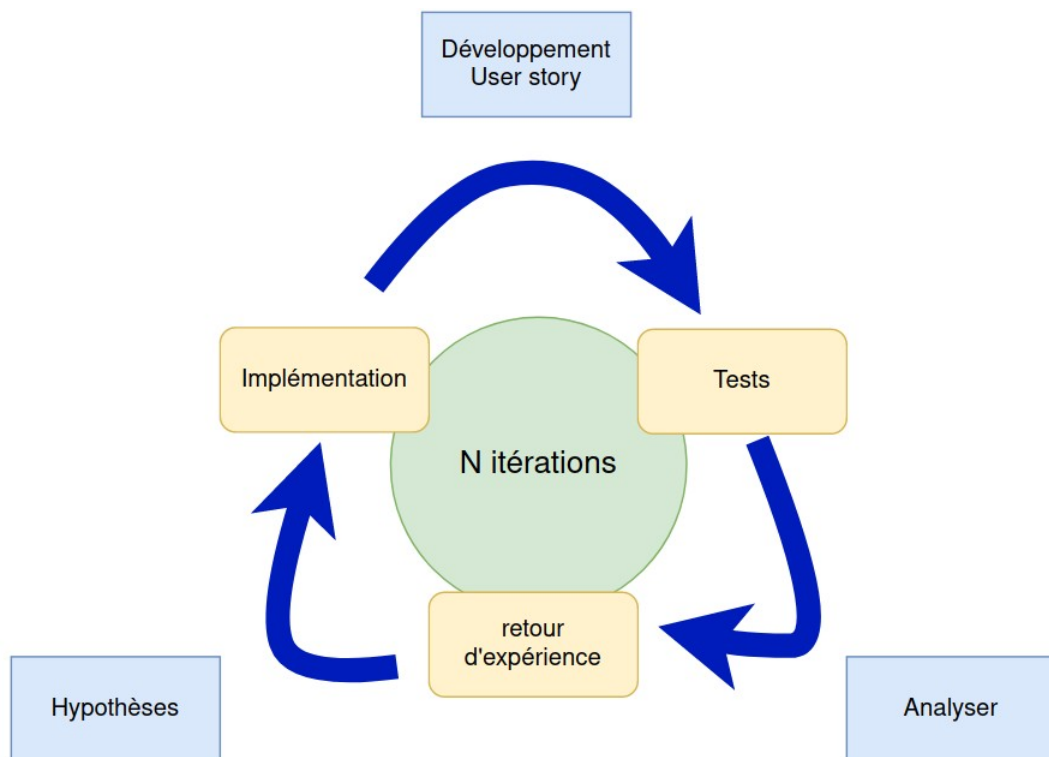 Développement
User story
Implémentation
Tests
N itérations
retour
d'expérience
Hypothèses
Analyser